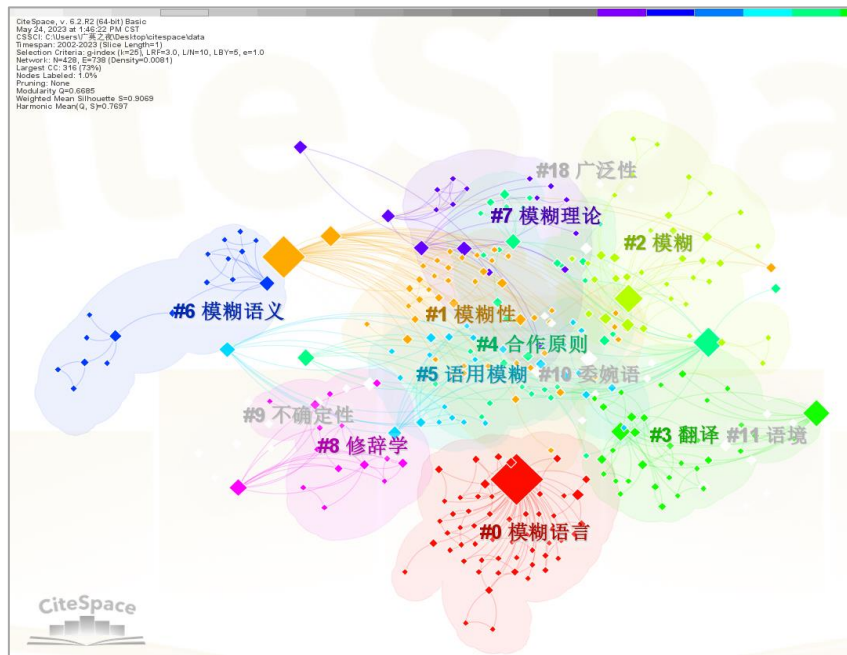 CiteSpace, v. 6.2.R2 (64-bit) Basic
May 24, 2023 at 1:46:22 PM CST
CSSCI: C:\Users\广英之夜\Desktop\citespace\data
Timespan: 2002-2023 (Slice Length=1)
Selection Criteria: g-index (k=25), LRF=3.0, L/N=10, LBY=5, e=1.0
Network: N=428, E=738 (Density=0.0081)
Largest CC: 316 (73%)
Nodes Labeled: 1.0%
Pruning: None
Modularity Q=0.6685
Weighted Mean Silhouette S=0.9069
Harmonic Mean(Q, S)=0.7697
#18 广泛性
#7 模糊理论
#2 模糊
#6 模糊语义
#1 模糊性
#4 合作原则
#5 语用模糊
#10 委婉语
#9 不确定性
#3 翻译
#11 语境
#8 修辞学
#0 模糊语言
CiteSpace